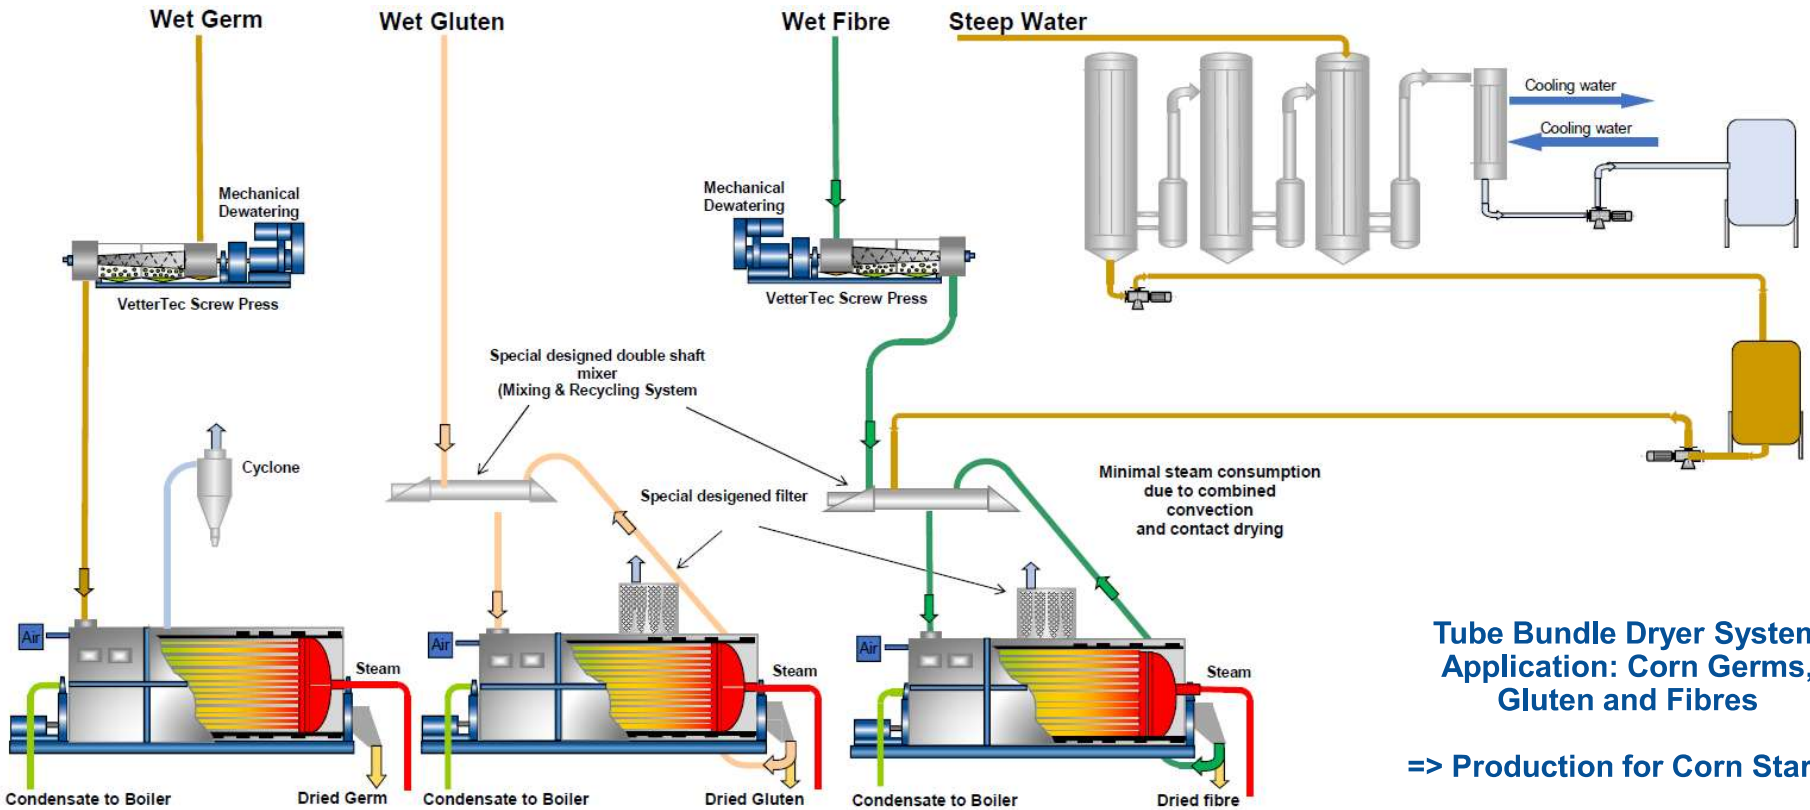 Wet Germ
Wet Gluten
Wet Fibre
Steep Water
Cooling water
Cooling water
Mechanical
Dewatering
VetterTec Screw Press
Mechanical
Dewatering
VetterTec Screw Press
Special designed double shaft
mixer
(Mixing & Recycling System
Cyclone
Special desigened filter
Minimal steam consumption
due to combined
convection
and contact drying
Air
Steam
Air
Steam
Air
Steam
Tube Bundle Dryer System
Application: Corn Germs,
Gluten and Fibres
=> Production for Corn Star
Condensate to Boiler
Dried Germ
Condensate to Boiler
Dried Gluten
Condensate to Boiler
Dried fibre